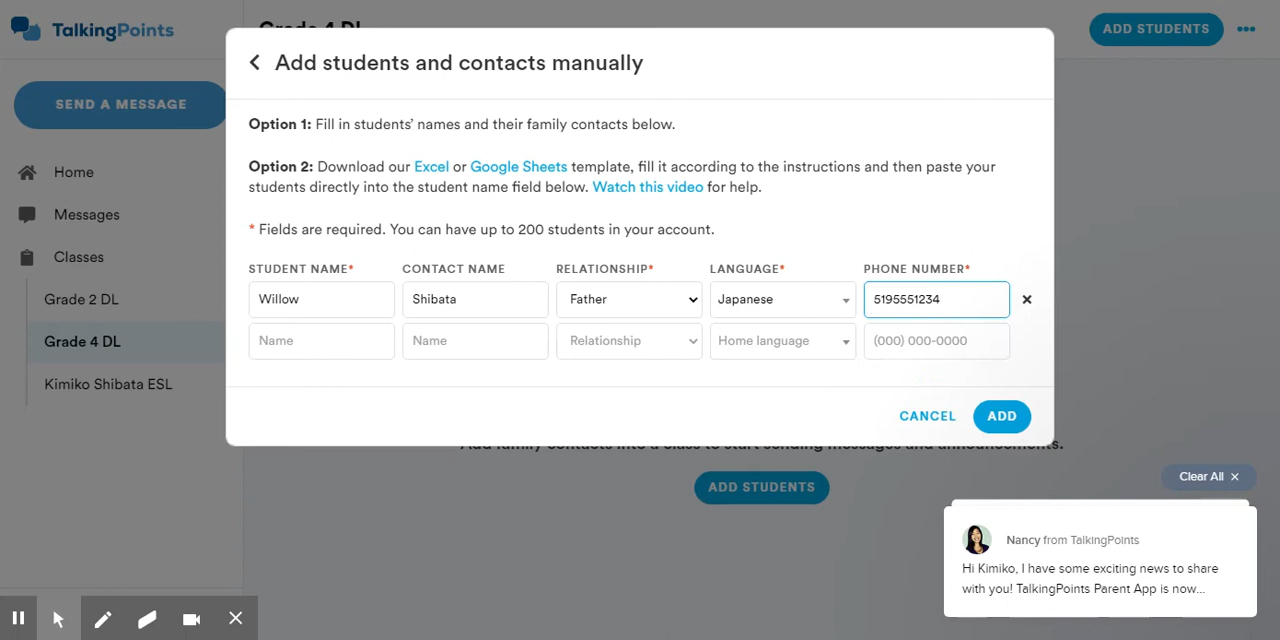 TalkingPoints
Grade 4 DL
ADD STUDENTS
SEND A MESSAGE
Home
Messages
Classes
Grade 2 DL
Grade 4 DL
Kimiko Shibata ESL
Add students and contacts manually
Option 1: Fill in students’ names and their family contacts below.
Option 2: Download our Excel or Google Sheets template, fill it according to the instructions and then paste your
students directly into the student name field below. Watch this video for help.
* Fields are required. You can have up to 200 students in your account.
STUDENT NAME* CONTACT NAME RELATIONSHIP* LANGUAGE* PHONE NUMBER*
Willow Shibata Father Japanese 5195551234
Name Name Relationship Home language (000) 000-0000
CANCEL ADD
Add family contacts into a class to start sending messages and announcements.
ADD STUDENTS
Clear All
Nancy from TalkingPoints
Hi Kimiko, I have some exciting news to share
with you! TalkingPoints Parent App is now...